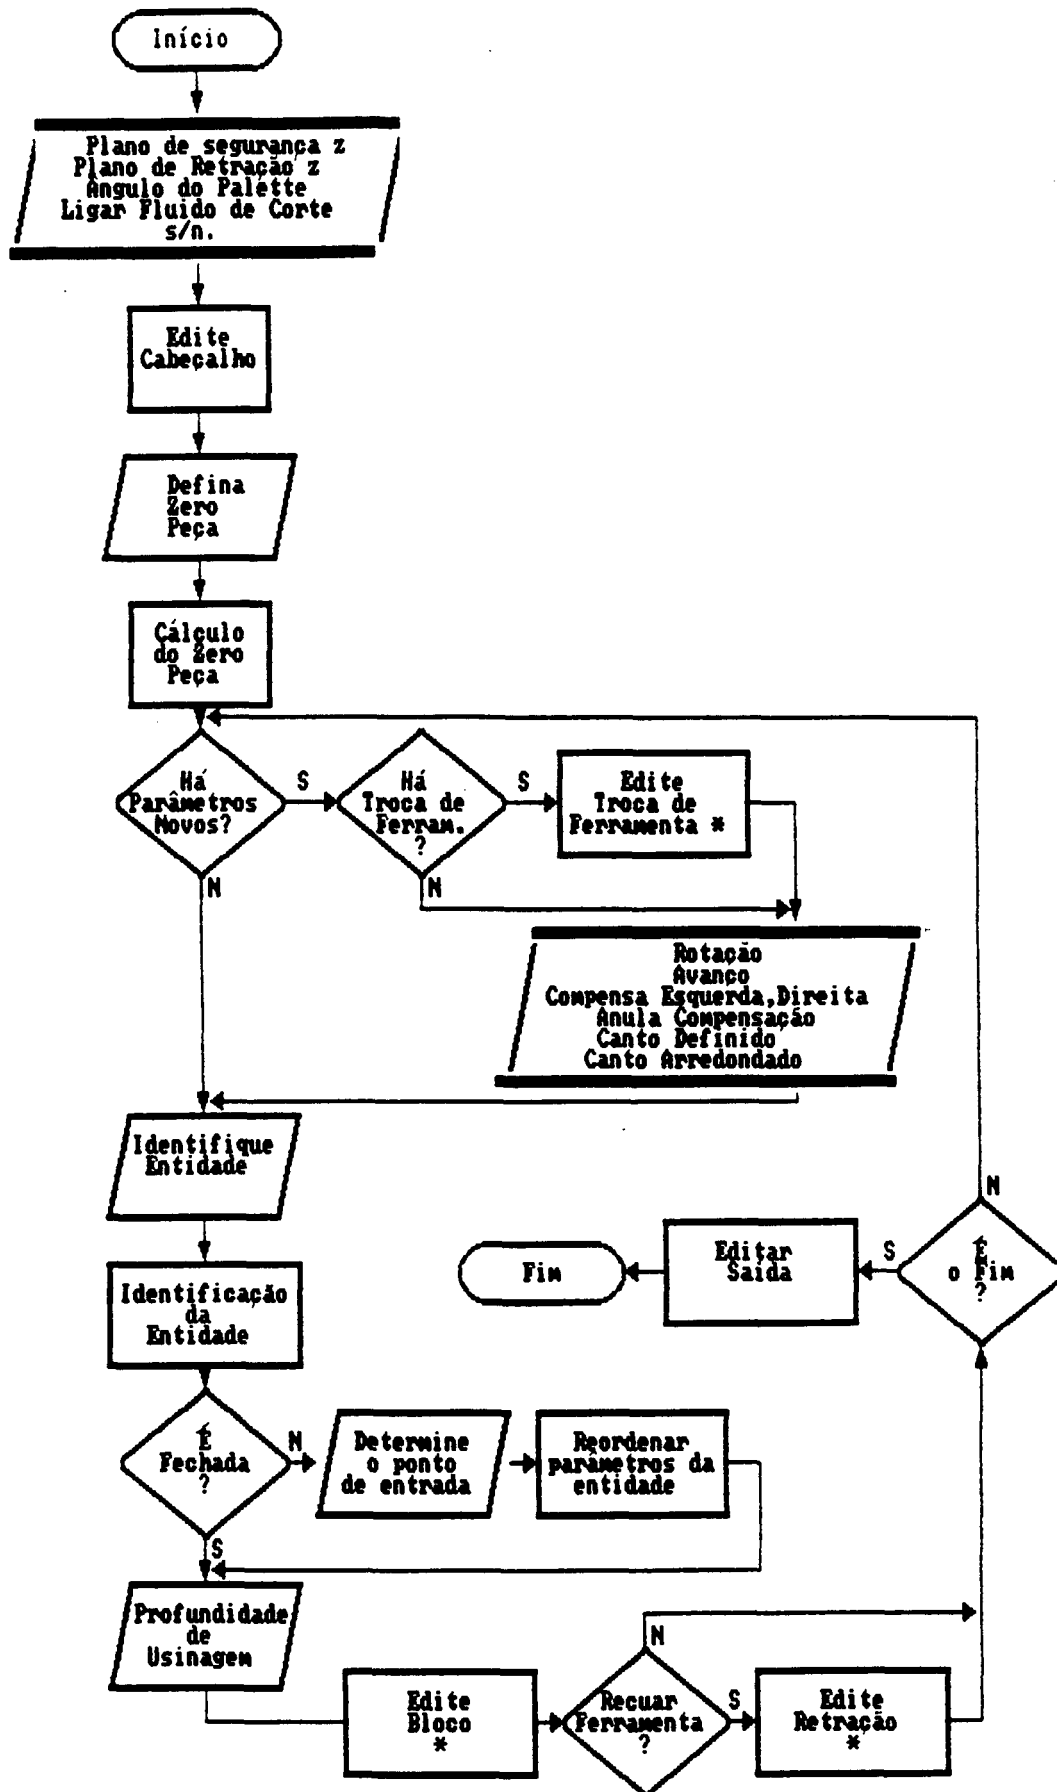 Início
Plano de segurança z
Plano de Retração z
Ângulo do Palette
Ligar Fluido de Corte
s/n.
Edite
Cabeçalho
Defina
Zero
Peça
Cálculo
do Zero
Peça
Há
Parâmetros
Novos?
S
N
Há
Troca de
Ferram.
?
S
N
Edite
Troca de
Ferramenta *
Rotação
Avanço
Compensa Esquerda,Direita
Anula Compensação
Canto Definido
Canto Arredondado
Identifique
Entidade
Identificação
da
Entidade
É
Fechada
?
N
S
Determine
o ponto
de entrada
Reordenar
parâmetros da
entidade
Profundidade
de
Usinagem
Edite
Bloco
*
Recuar
Ferramenta
?
N
S
Edite
Retração
*
É
o Fim
?
N
S
Editar
Saída
Fim